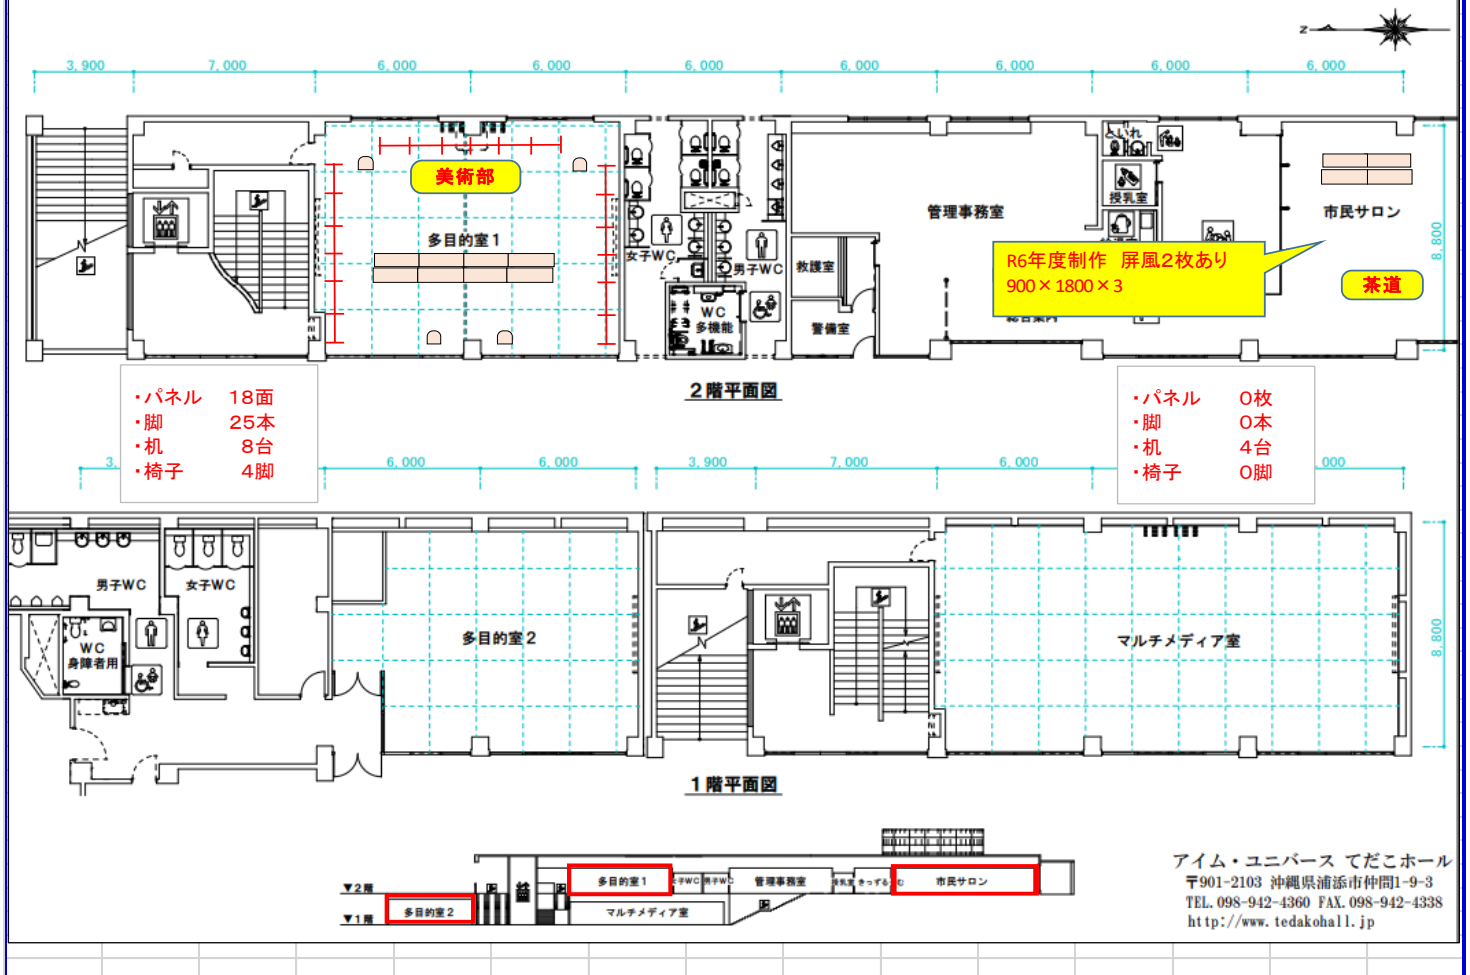 Z
3,900 7,000 6,000 6,000 6,000 6,000 6,000 6,000 6,000
といれ
美術部
授乳室
多目的室1
管理事務室
市民サロン
女子WC
男子WC
救護室
R6年度制作 屏風2枚あり
900×1800×3
茶道
8,800
WC
多機能
警備室
2階平面図
・パネル 18面
・脚 25本
・机 8台
・椅子 4脚
・パネル 0枚
・脚 0本
・机 4台
・椅子 0脚
6,000 6,000 3,900 7,000 6,000
男子WC
女子WC
WC
身障者用
多目的室2
マルチメディア室
8,800
1階平面図
▼2階
多目的室1
男子WC
管理事務室
授乳室
市民サロン
▼1階
多目的室2
マルチメディア室
アイム・ユニバース てだこホール
〒901-2103 沖縄県浦添市仲間1-9-3
TEL.098-942-4360 FAX.098-942-4338
http://www.tedakohall.jp